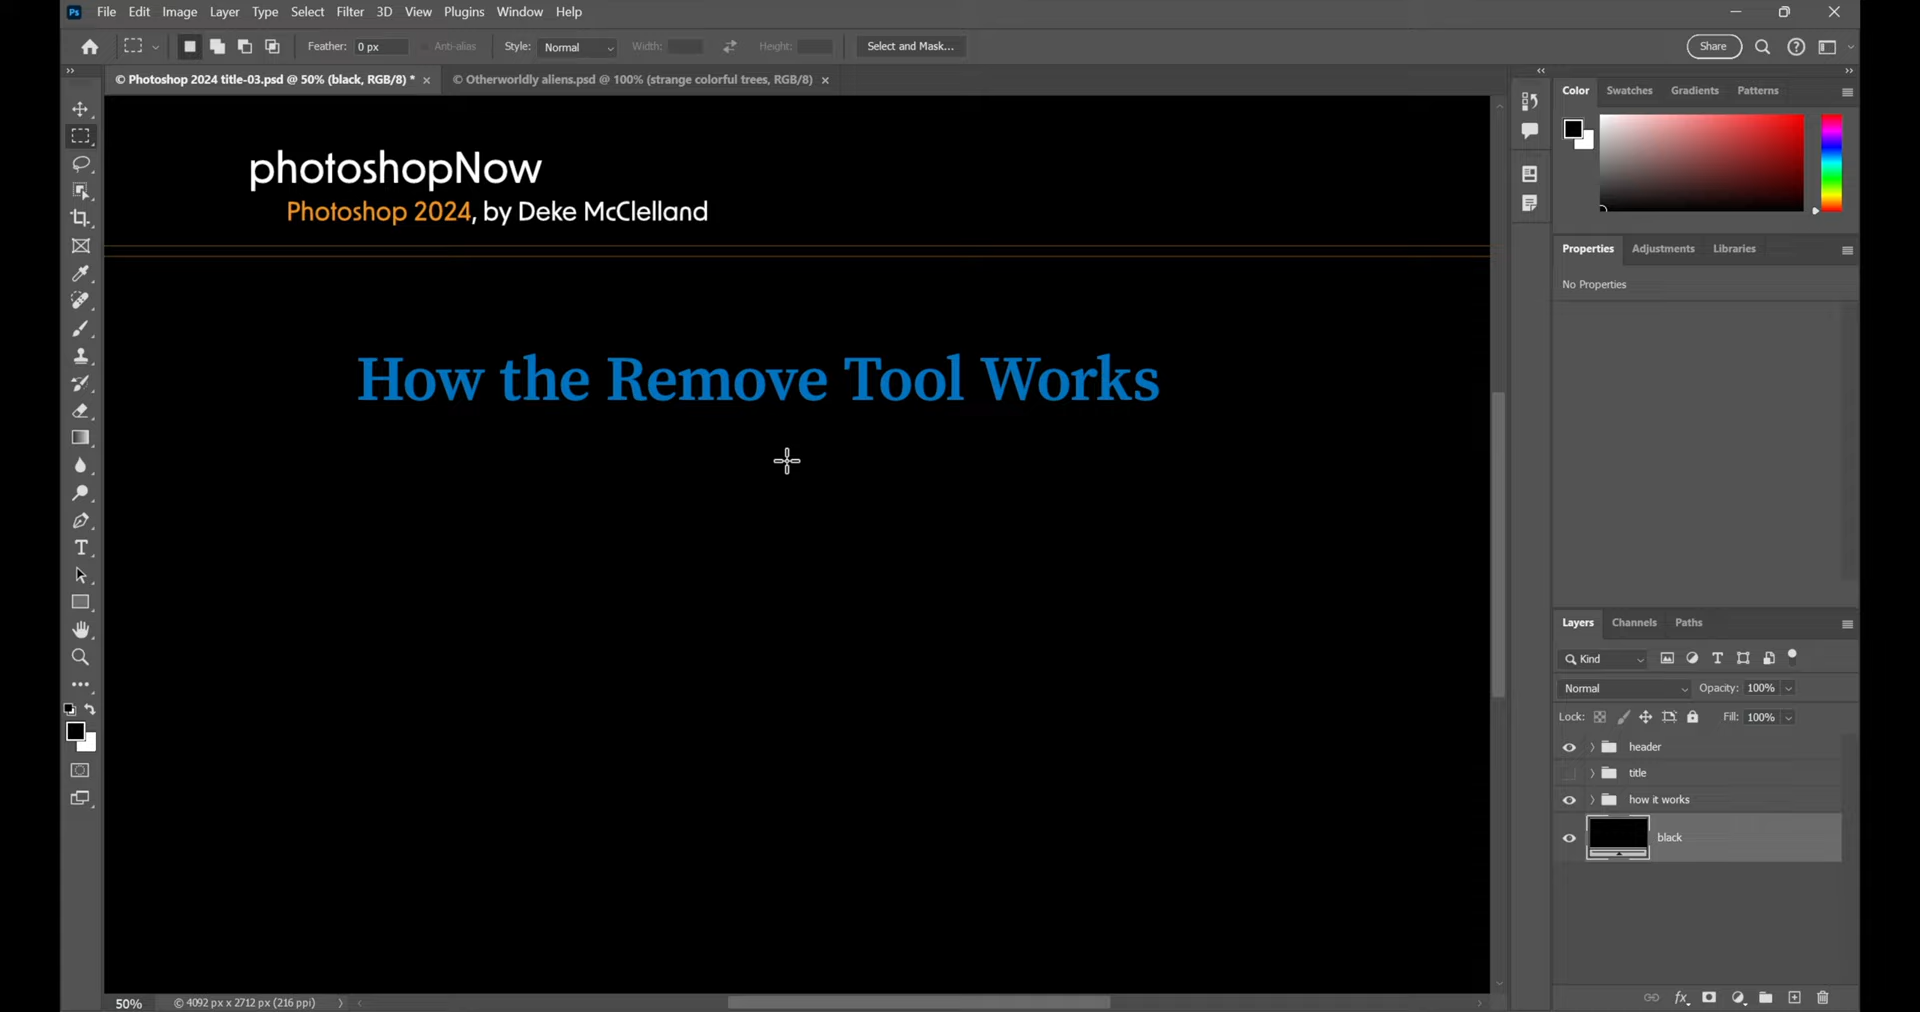 Ps File Edit Image Layer Type Select Filter 3D View Plugins Window Help
Feather: 0 px Anti-alias Style: Normal Width: Height: Select and Mask... Share
© Photoshop 2024 title-03.psd @ 50% (black, RGB/8) * × © Otherworldly aliens.psd @ 100% (strange colorful trees, RGB/8) ×
Color Swatches Gradients Patterns
photoshopNow
Photoshop 2024, by Deke McClelland
Properties Adjustments Libraries
No Properties
How the Remove Tool Works
Layers Channels Paths
Kind
Normal Opacity: 100%
Lock: Fill: 100%
header
title
how it works
black
50% © 4092 px x 2712 px (216 ppi)
fx